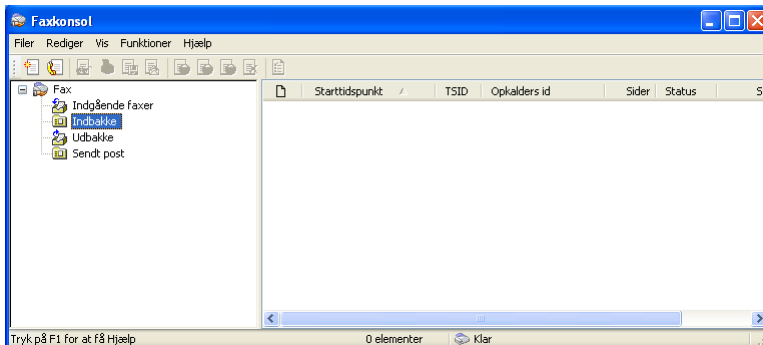 Faxkonsol
Filer Rediger Vis Funktioner Hjælp
Fax
Indgående faxer
Indbakke
Udbakke
Sendt post
Starttidspunkt TSID Opkalders id Sider Status S
Tryk på F1 for at få Hjælp 0 elementer Klar